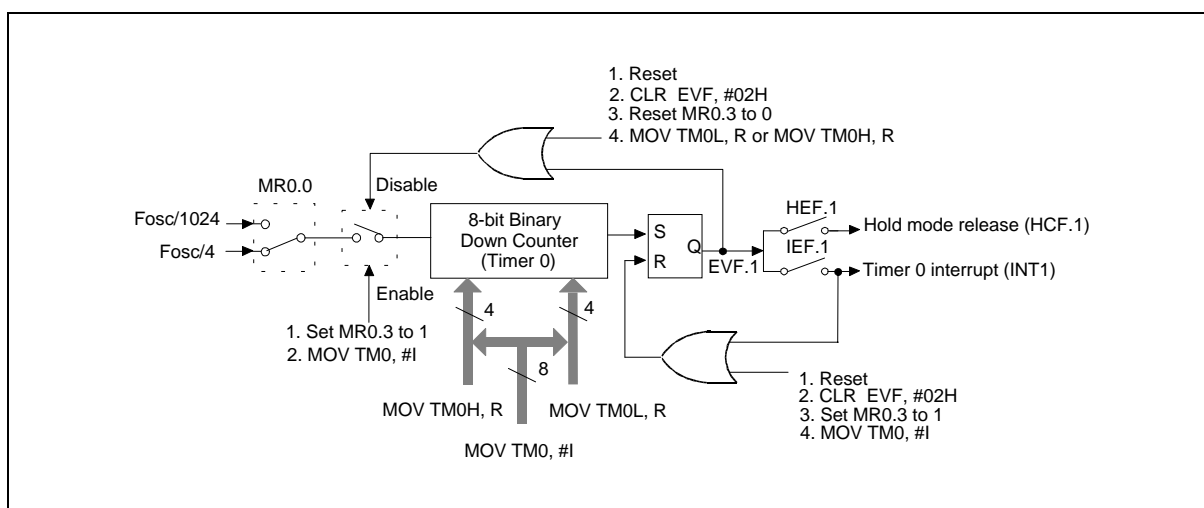 1. Reset
2. CLR EVF, #02H
3. Reset MR0.3 to 0
4. MOV TM0L, R or MOV TM0H, R
MR0.0
Disable
Fosc/1024
Fosc/4
8-bit Binary
Down Counter
(Timer 0)
S
R
Q
EVF.1
HEF.1
Hold mode release (HCF.1)
IEF.1
Timer 0 interrupt (INT1)
Enable
1. Set MR0.3 to 1
2. MOV TM0, #I
4
4
8
MOV TM0H, R
MOV TM0L, R
MOV TM0, #I
1. Reset
2. CLR EVF, #02H
3. Set MR0.3 to 1
4. MOV TM0, #I